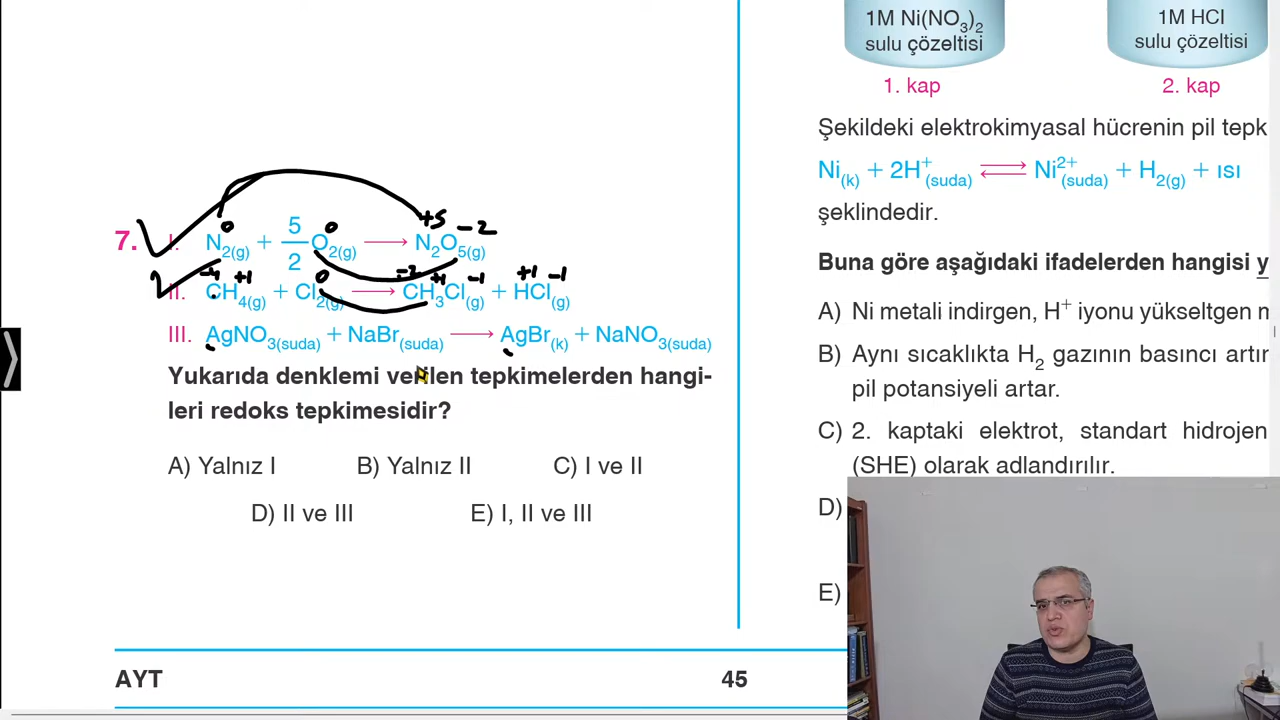 7. I. N2(g) + 5/2 O2(g) → N2O5(g)
0 0 +5 -2
II. CH4(g) + Cl2(g) → CH3Cl(g) + HCl(g)
-4 +1 0 -2 +1 -1 +1 -1
III. AgNO3(suda) + NaBr(suda) → AgBr(k) + NaNO3(suda)
Yukarıda denklemi verilen tepkimelerden hangi-
leri redoks tepkimesidir?
A) Yalnız I B) Yalnız II C) I ve II
D) II ve III E) I, II ve III
AYT 45
1M Ni(NO3)2
sulu çözeltisi
1. kap
1M HCl
sulu çözeltisi
2. kap
Şekildeki elektrokimyasal hücrenin pil tepk
Ni(k) + 2H+(suda) ⇌ Ni2+(suda) + H2(g) + ısı
şeklindedir.
Buna göre aşağıdaki ifadelerden hangisi y
A) Ni metali indirgen, H+ iyonu yükseltgen m
B) Aynı sıcaklıkta H2 gazının basıncı artır
pil potansiyeli artar.
C) 2. kaptaki elektrot, standart hidrojen
(SHE) olarak adlandırılır.
D)
E)